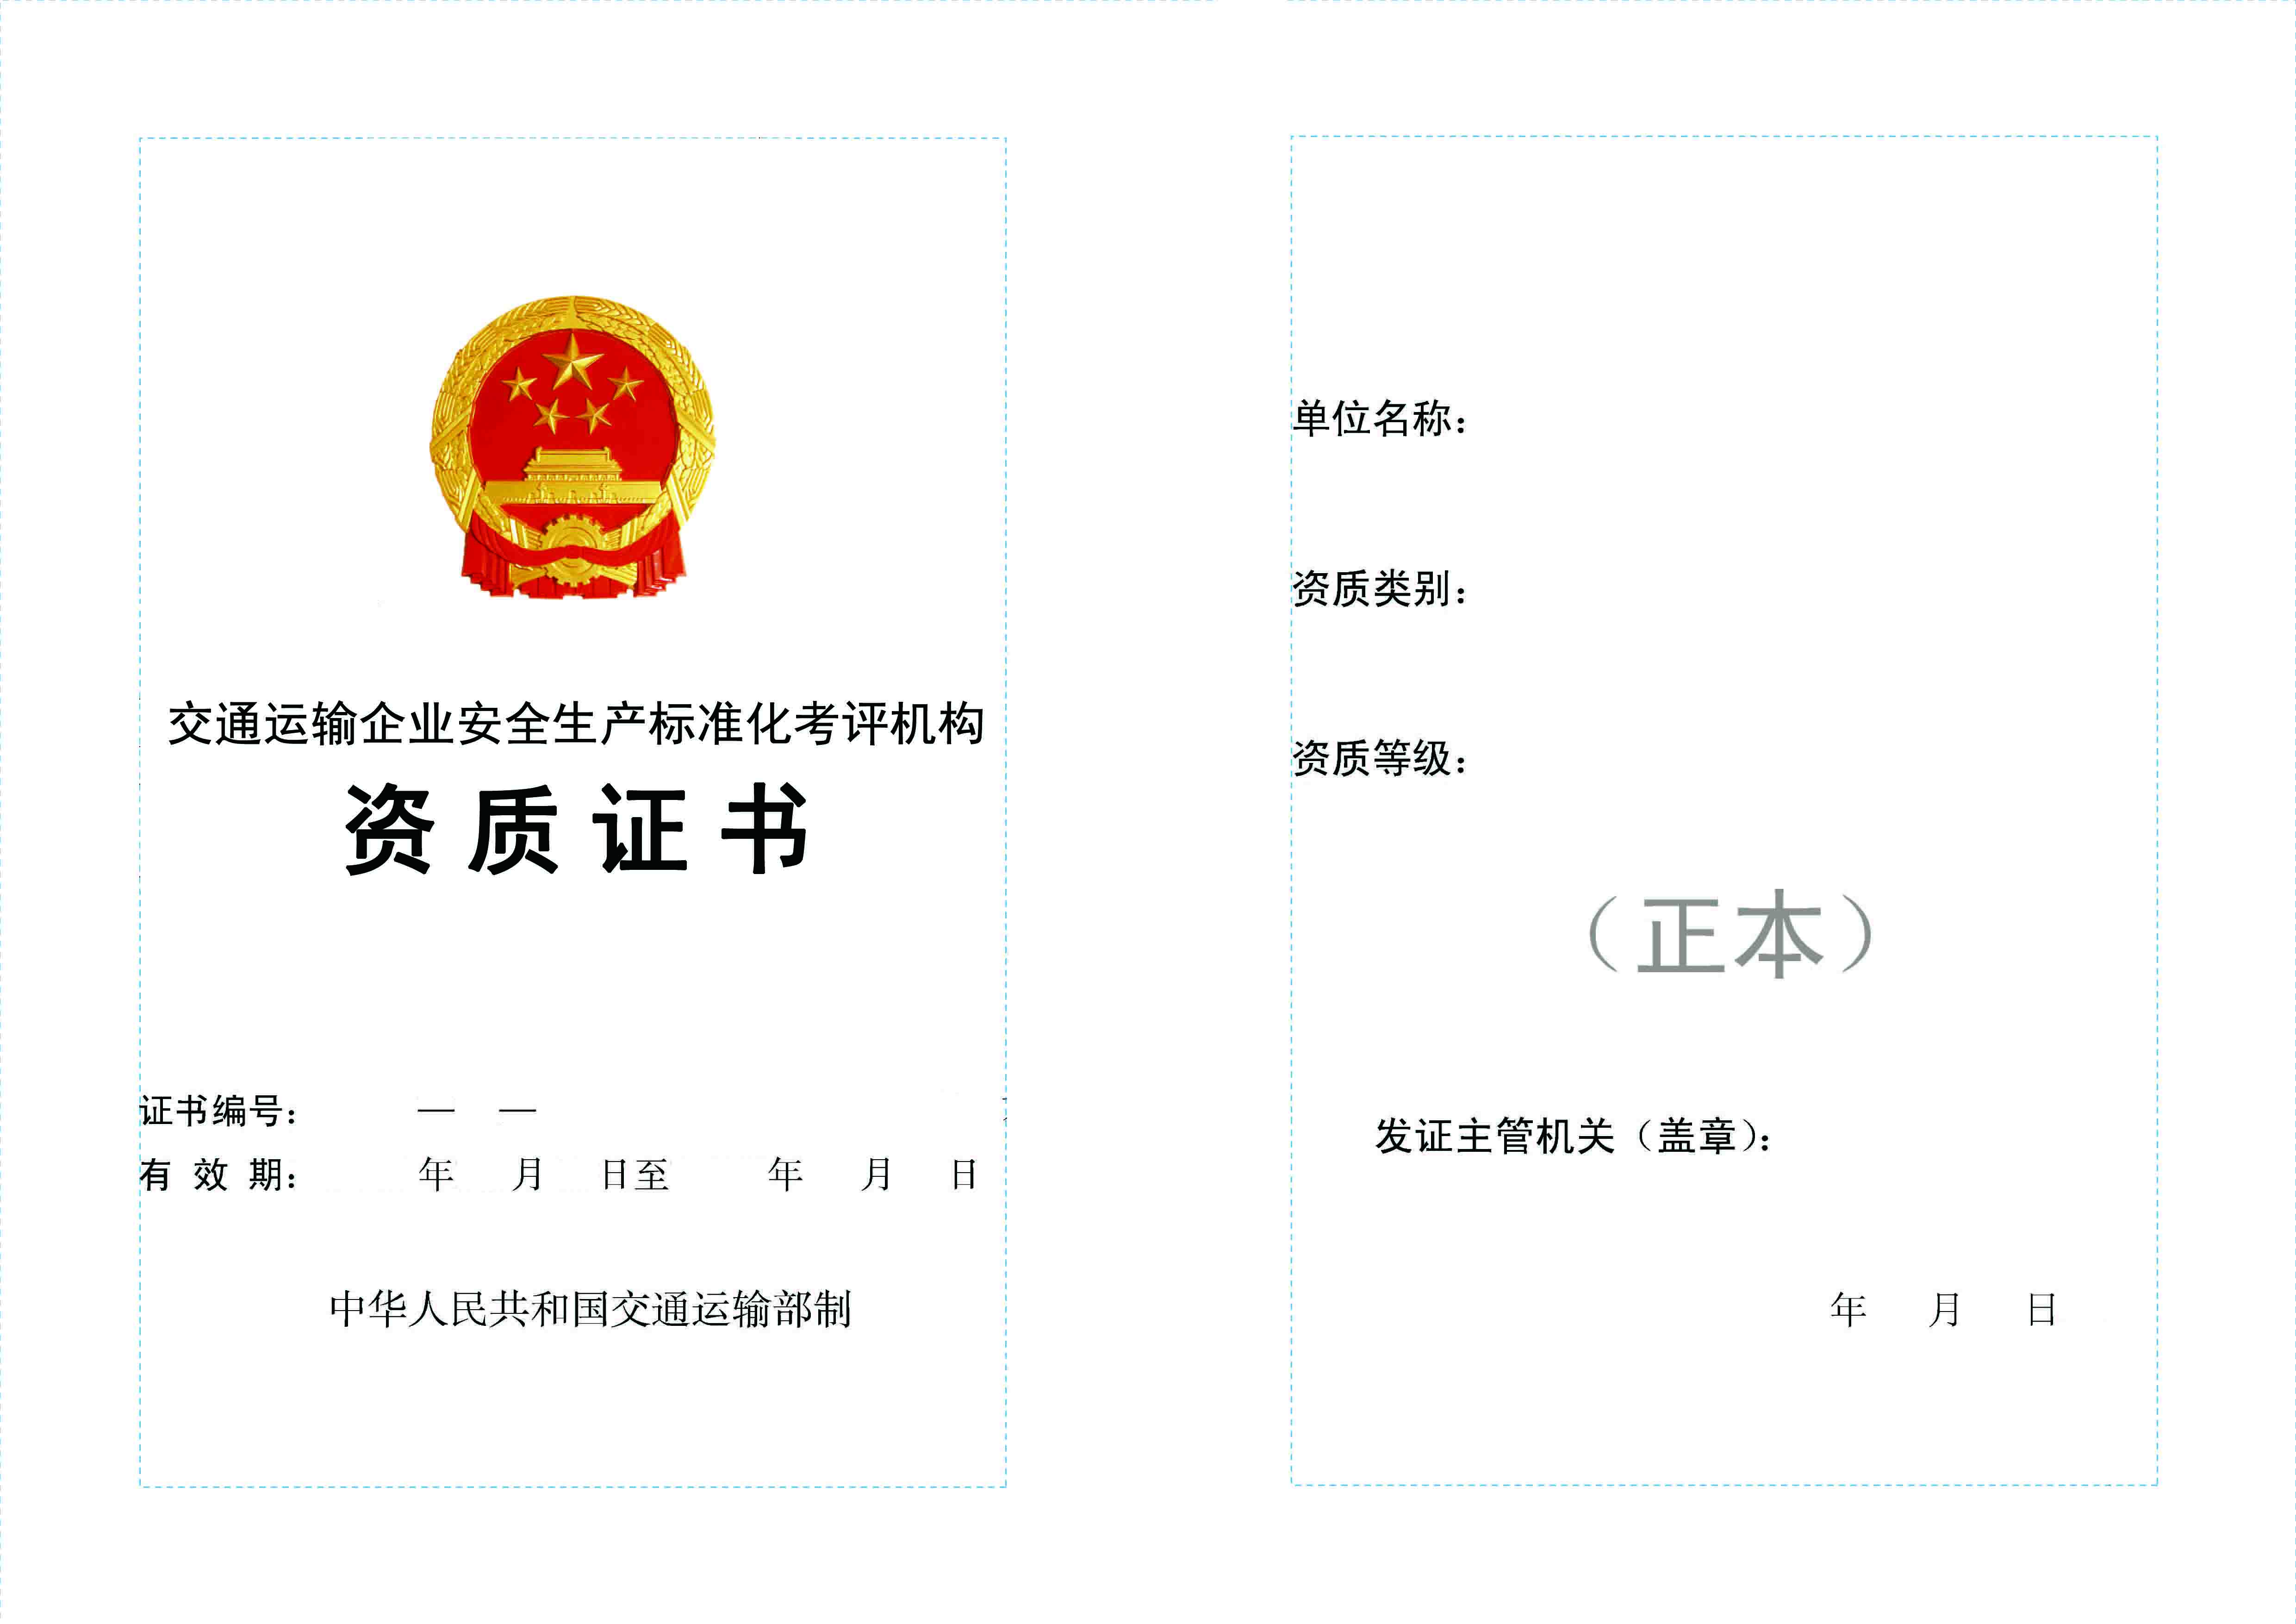 交通运输企业安全生产标准化考评机构
资质证书
证书编号： — —
有效期： 年 月 日至 年 月 日
中华人民共和国交通运输部制
单位名称：
资质类别：
资质等级：
（正本）
发证主管机关（盖章）：
年 月 日